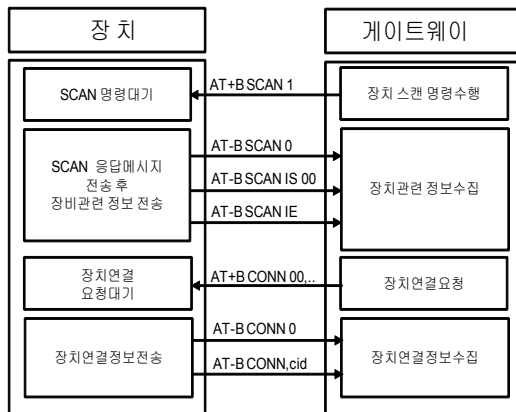 장 치
게이트웨이
SCAN 명령대기
AT+B SCAN 1
장치 스캔 명령수행
SCAN 응답메시지
전송 후
장비관련 정보 전송
AT-B SCAN 0
AT-B SCAN IS 00
AT-B SCAN IE
장치관련 정보수집
장치연결
요청대기
AT+B CONN 00,..
장치연결요청
장치연결정보전송
AT-B CONN 0
AT-B CONN,cid
장치연결정보수집